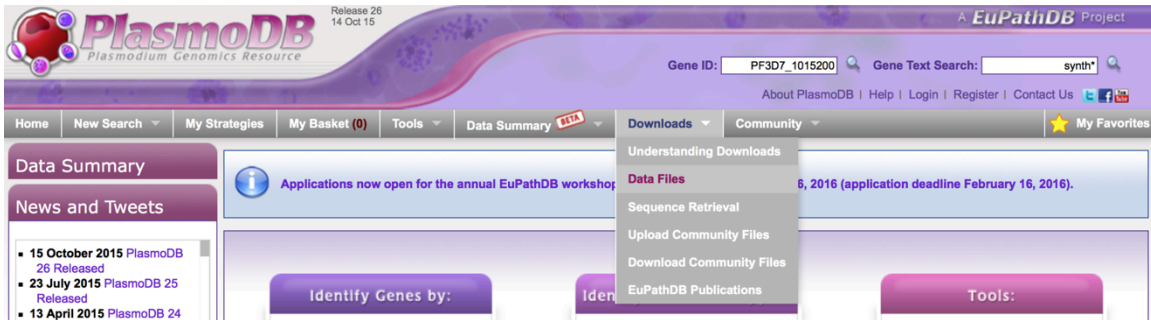 Release 26
14 Oct 15
A EuPathDB Project
PlasmoDB
Plasmodium Genomics Resource
Gene ID: PF3D7_1015200 Gene Text Search: synth*
About PlasmoDB | Help | Login | Register | Contact Us
Home New Search My Strategies My Basket (0) Tools Data Summary BETA Downloads Community My Favorites
Understanding Downloads
Data Files
Sequence Retrieval
Upload Community Files
Download Community Files
EuPathDB Publications
Data Summary
News and Tweets
15 October 2015 PlasmoDB
26 Released
23 July 2015 PlasmoDB 25
Released
13 April 2015 PlasmoDB 24
Applications now open for the annual EuPathDB workshop 6, 2016 (application deadline February 16, 2016).
Identify Genes by:
Tools: